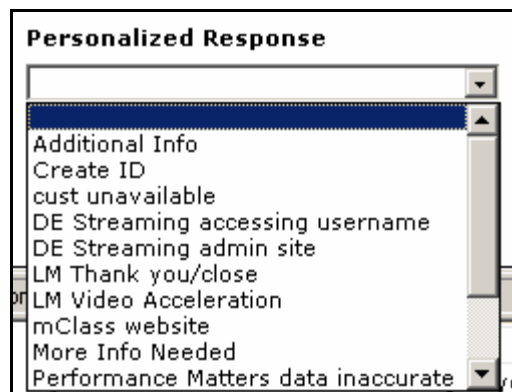 Personalized Response
Additional Info
Create ID
cust unavailable
DE Streaming accessing username
DE Streaming admin site
LM Thank you/close
LM Video Acceleration
mClass website
More Info Needed
Performance Matters data inaccurate